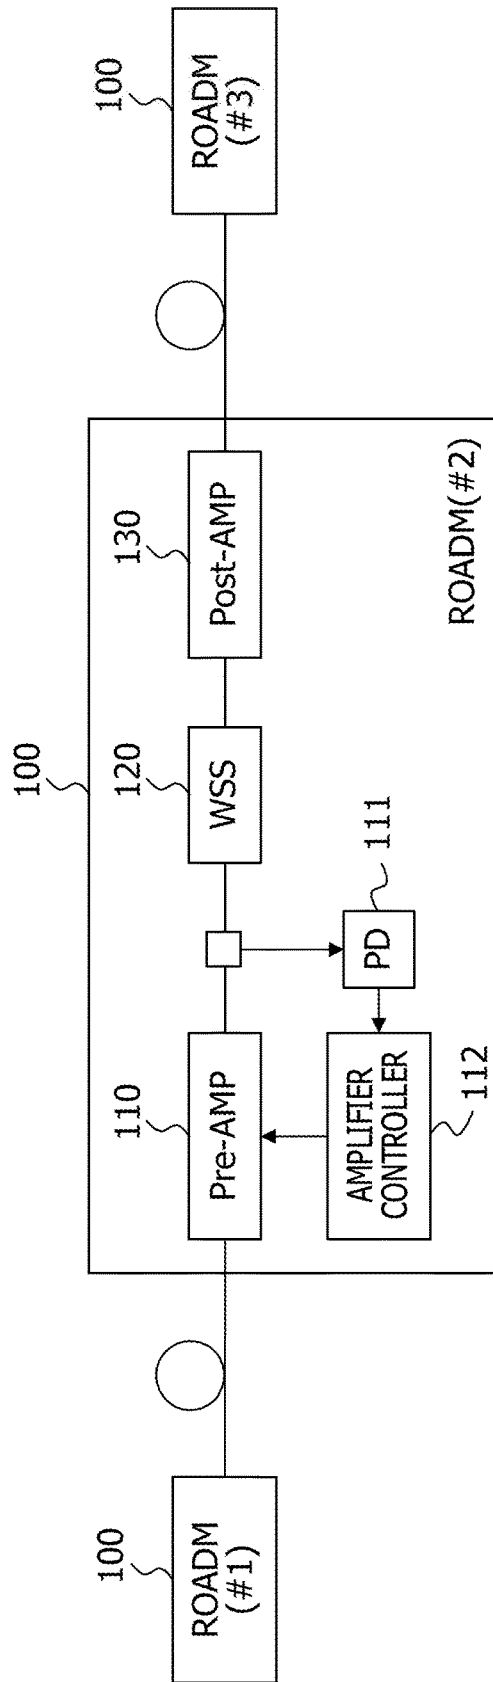 100
ROADM
(#1)
100
110
Pre-AMP
120
WSS
130
Post-AMP
PD
111
AMPLIFIER
CONTROLLER
112
ROADM(#2)
100
ROADM
(#3)